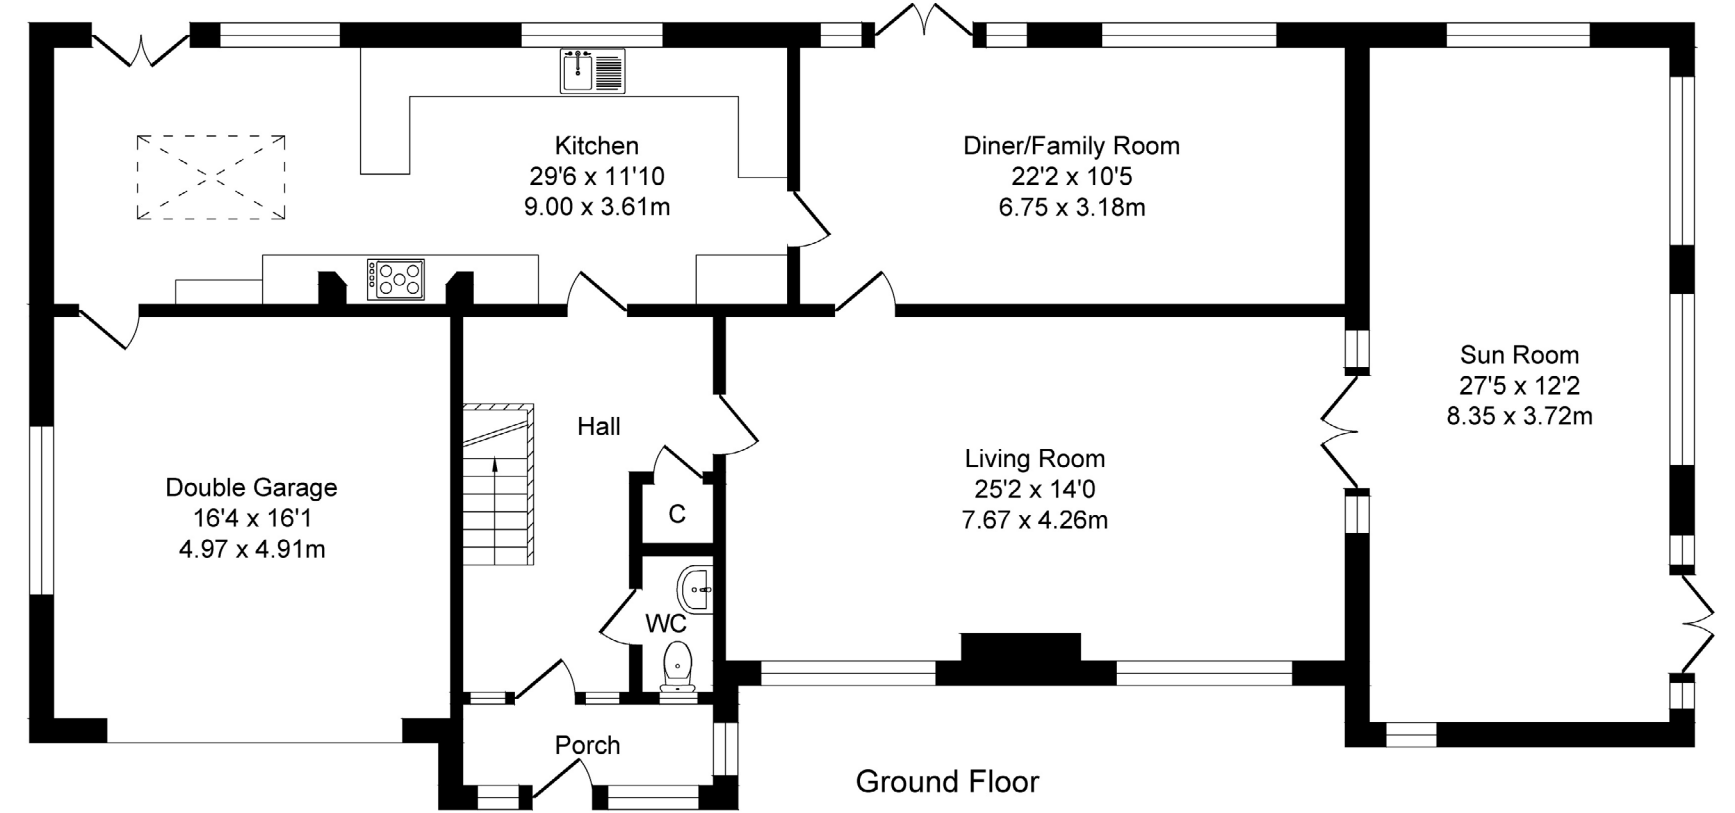 Kitchen
29'6 x 11'10
9.00 x 3.61m
Diner/Family Room
22'2 x 10'5
6.75 x 3.18m
Sun Room
27'5 x 12'2
8.35 x 3.72m
Hall
Living Room
25'2 x 14'0
7.67 x 4.26m
Double Garage
16'4 x 16'1
4.97 x 4.91m
C
WC
Porch
Ground Floor